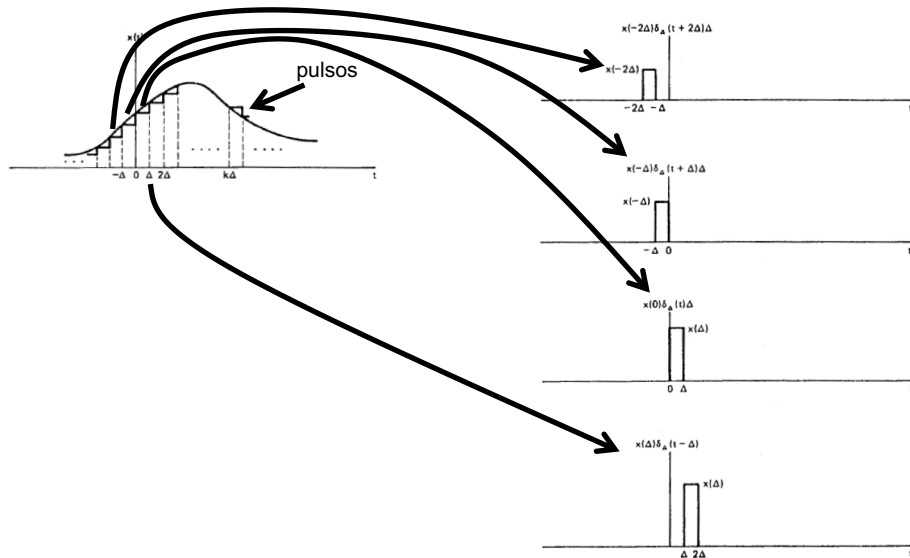 x(t)
pulsos
. . .
. . . .
. . . .
−Δ 0 Δ 2Δ kΔ t
x(−2Δ)δΔ(t + 2Δ)Δ
x(−2Δ)
−2Δ −Δ
x(−Δ)δΔ(t + Δ)Δ
x(−Δ)
−Δ 0
x(0)δΔ(t)Δ
x(Δ)
0 Δ
x(Δ)δΔ(t − Δ)
x(Δ)
Δ 2Δ